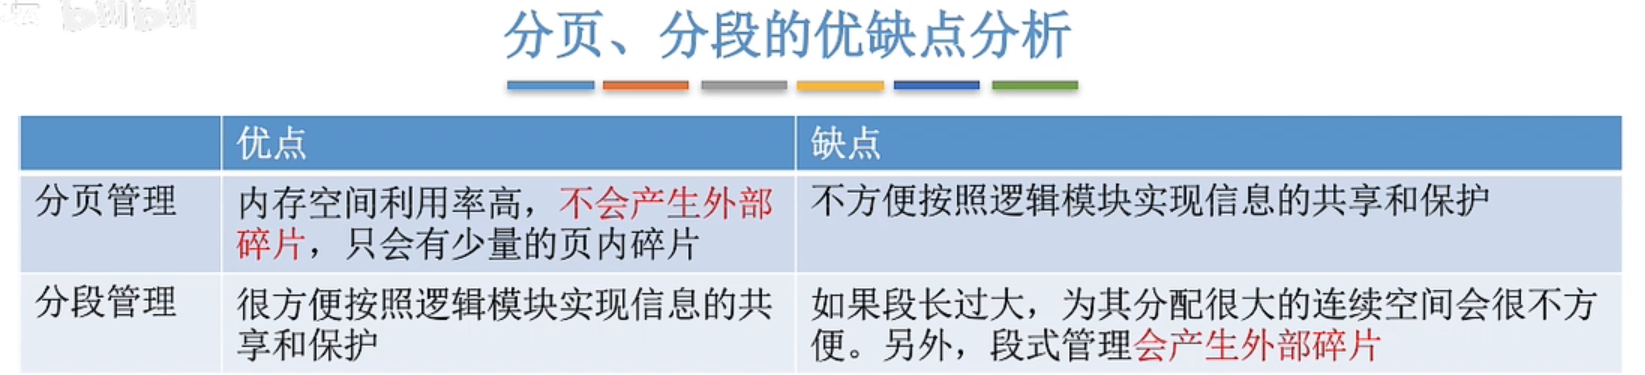 分页、分段的优缺点分析
优点
缺点
分页管理
内存空间利用率高，不会产生外部
碎片，只会有少量的页内碎片
不方便按照逻辑模块实现信息的共享和保护
分段管理
很方便按照逻辑模块实现信息的共
享和保护
如果段长过大，为其分配很大的连续空间会很不方
便。另外，段式管理会产生外部碎片